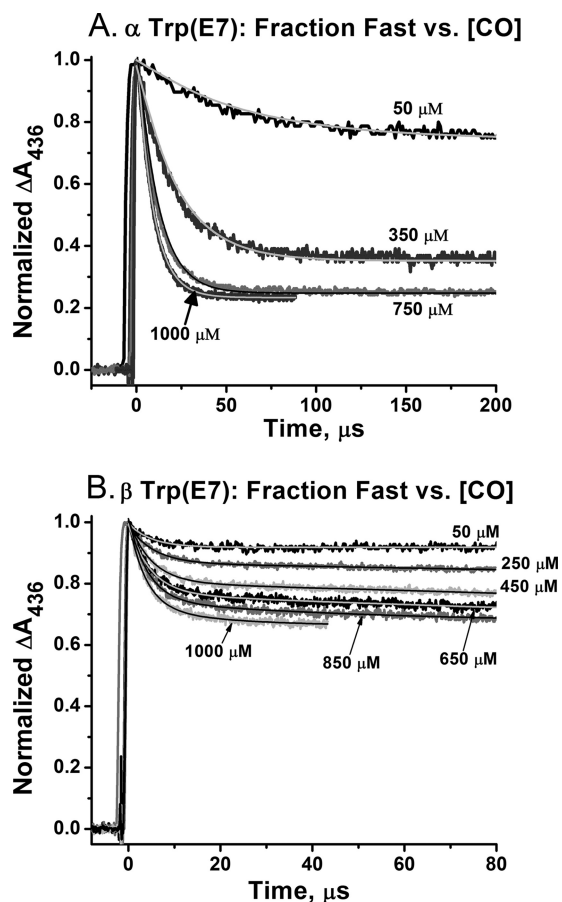 A. α Trp(E7): Fraction Fast vs. [CO]
Normalized ΔA436
1.0
0.8
0.6
0.4
0.2
0.0
50 μM
350 μM
750 μM
1000 μM
0
50
100
150
200
Time, μs
B. β Trp(E7): Fraction Fast vs. [CO]
Normalized ΔA436
1.0
0.8
0.6
0.4
0.2
0.0
50 μM
250 μM
450 μM
650 μM
850 μM
1000 μM
0
20
40
60
80
Time, μs